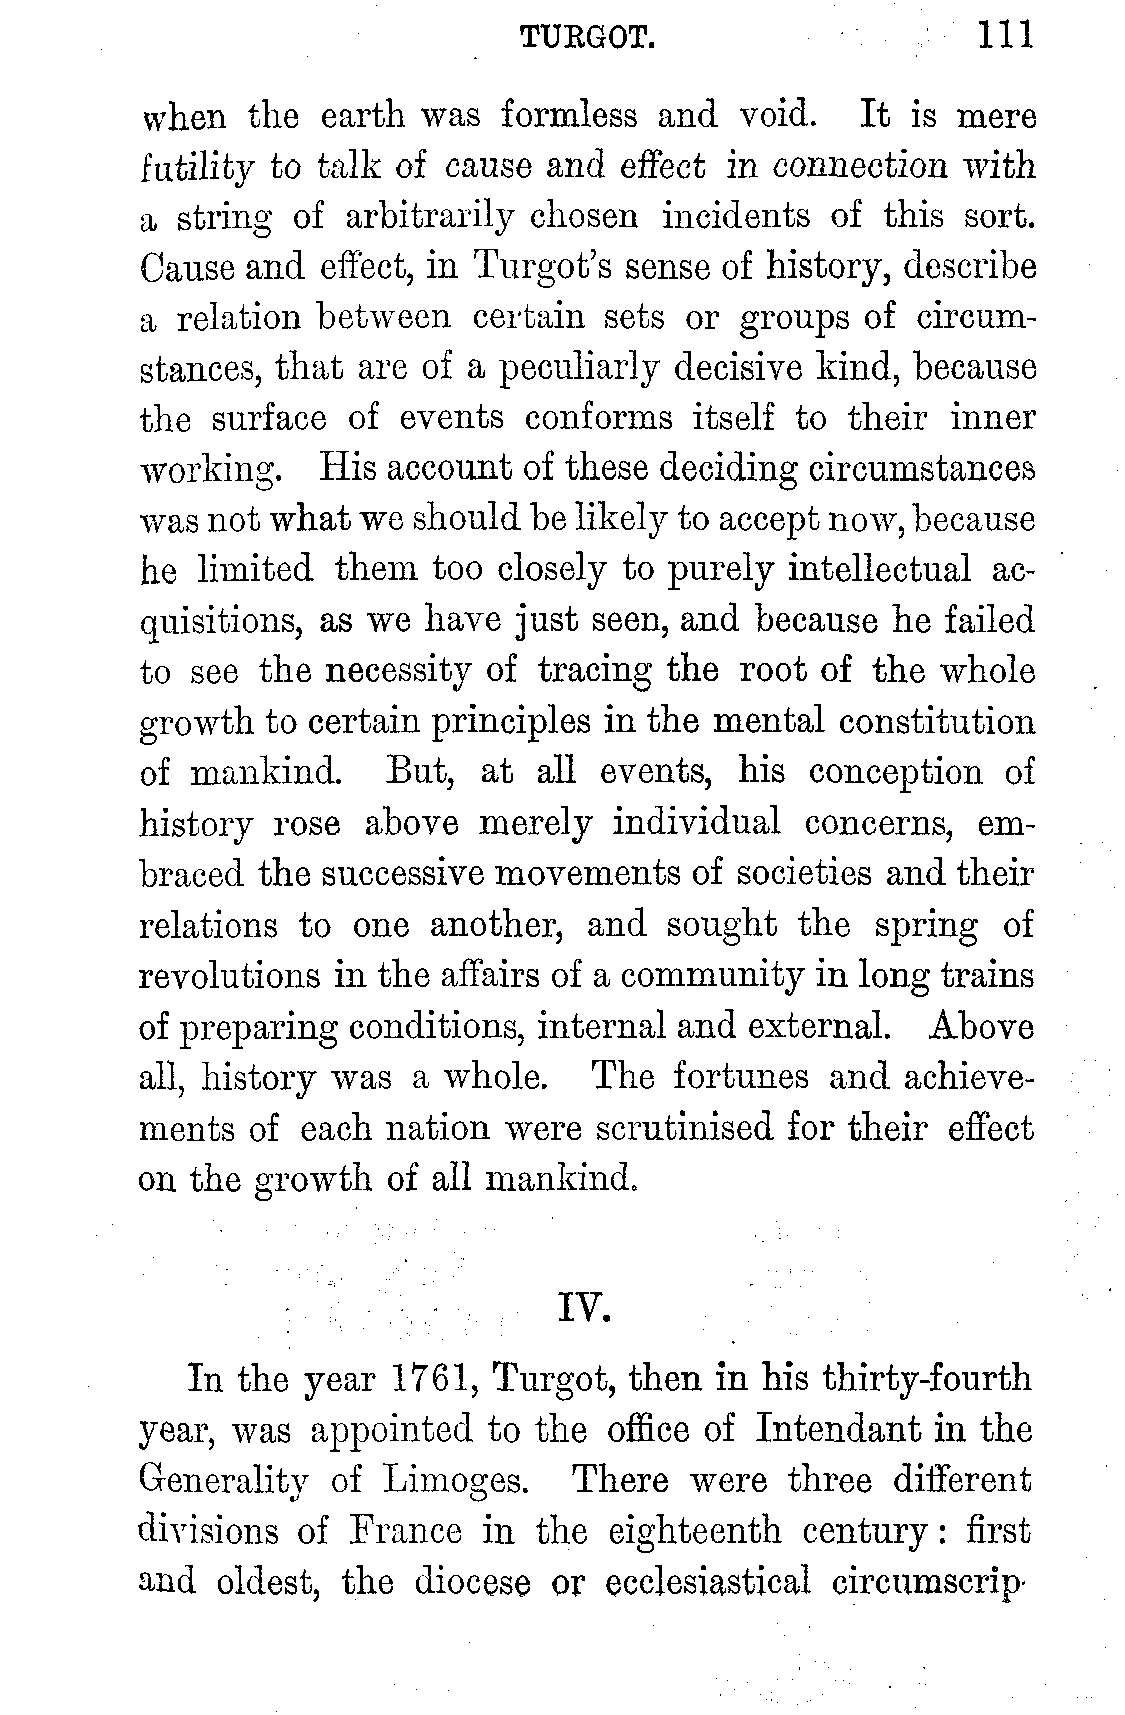 TURGOT. 111
when the earth was formless and void. It is mere
futility to talk of cause and effect in connection with
a string of arbitrarily chosen incidents of this sort.
Cause and effect, in Turgot's sense of history, describe
a relation between certain sets or groups of circum-
stances, that are of a peculiarly decisive kind, because
the surface of events conforms itself to their inner
working. His account of these deciding circumstances
was not what we should be likely to accept now, because
he limited them too closely to purely intellectual ac-
quisitions, as we have just seen, and because he failed
to see the necessity of tracing the root of the whole
growth to certain principles in the mental constitution
of mankind. But, at all events, his conception of
history rose above merely individual concerns, em-
braced the successive movements of societies and their
relations to one another, and sought the spring of
revolutions in the affairs of a community in long trains
of preparing conditions, internal and external. Above
all, history was a whole. The fortunes and achieve-
ments of each nation were scrutinised for their effect
on the growth of all mankind.
IV.
In the year 1761, Turgot, then in his thirty-fourth
year, was appointed to the office of Intendant in the
Generality of Limoges. There were three different
divisions of France in the eighteenth century: first
and oldest, the diocese or ecclesiastical circumscrip-